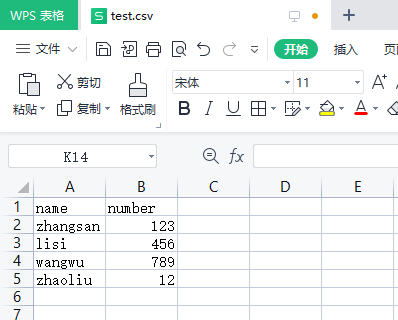 WPS 表格
S test.csv
文件
开始
插入
页面
粘贴
剪切
复制
格式刷
宋体
11
A+
B I U A
K14
fx
A B C D E
1 name number
2 zhangsan 123
3 lisi 456
4 wangwu 789
5 zhaoliu 12
6
7